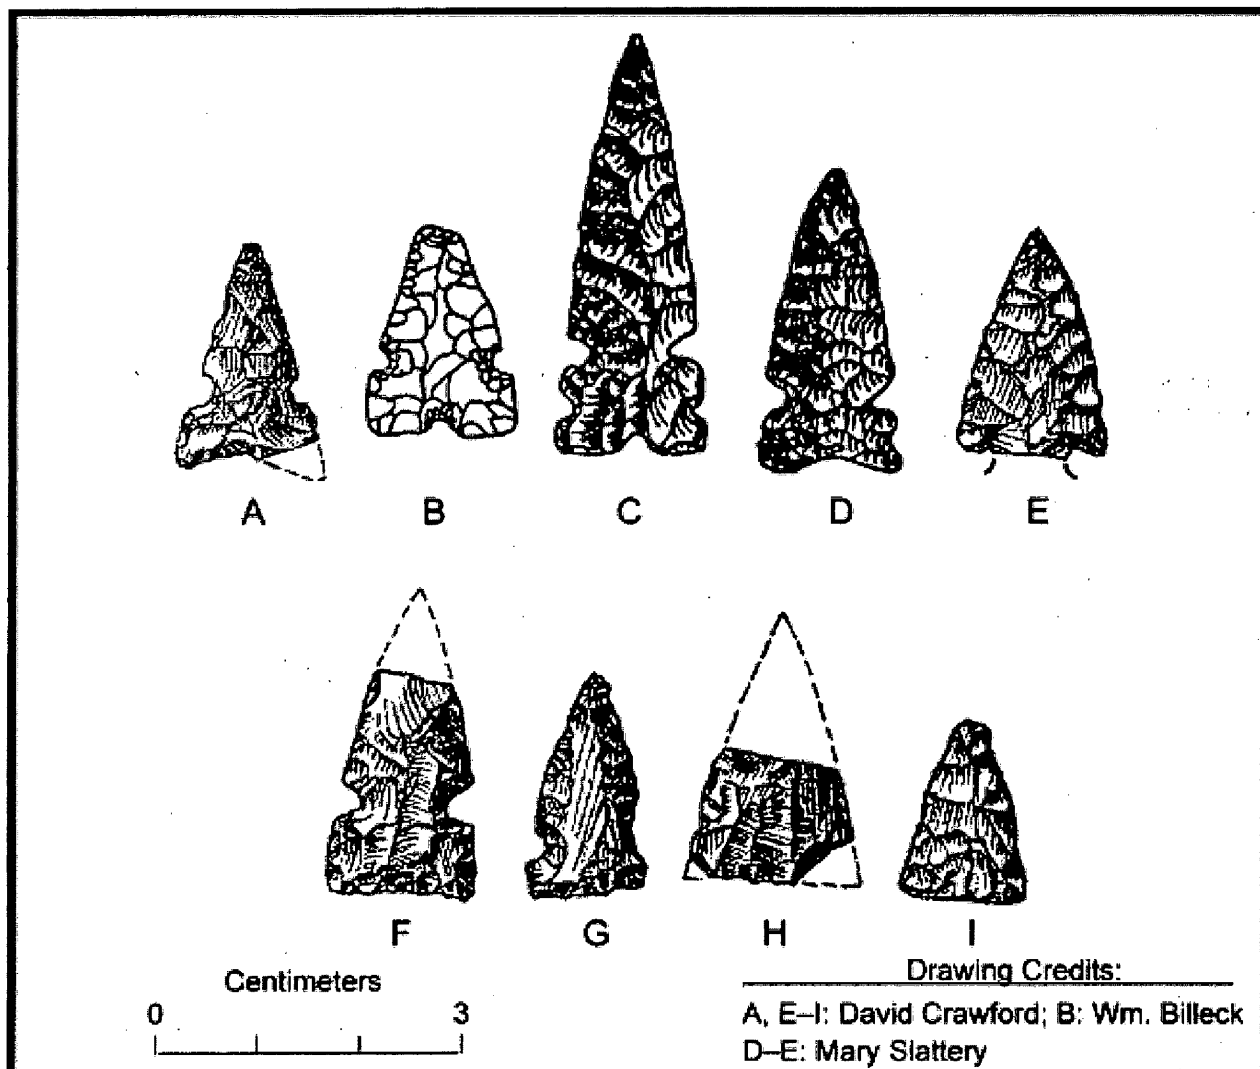 A B C D E
F G H I
Centimeters
0 3
Drawing Credits:
A, E–I: David Crawford; B: Wm. Billeck
D–E: Mary Slattery